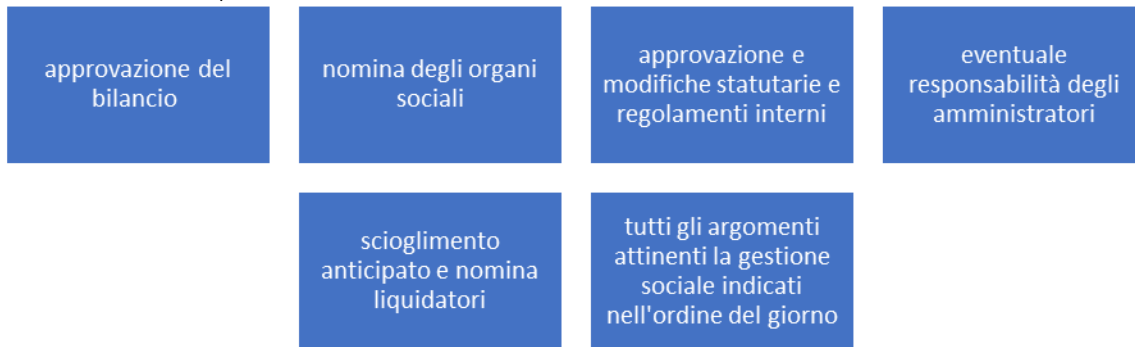 approvazione del
bilancio
nomina degli organi
sociali
approvazione e
modifiche statutarie e
regolamenti interni
eventuale
responsabilità degli
amministratori
scioglimento
anticipato e nomina
liquidatori
tutti gli argomenti
attinenti la gestione
sociale indicati
nell'ordine del giorno